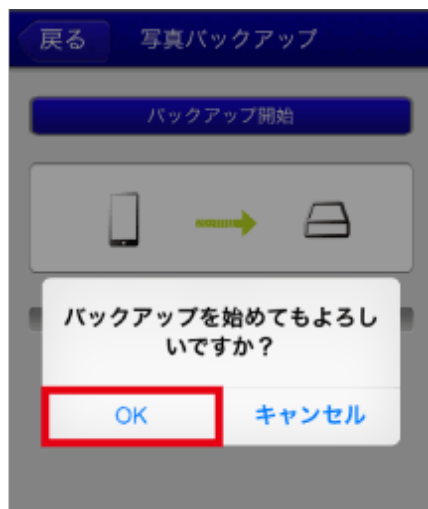 戻る 写真バックアップ
バックアップ開始
バックアップを始めてもよろし
いですか？
OK キャンセル